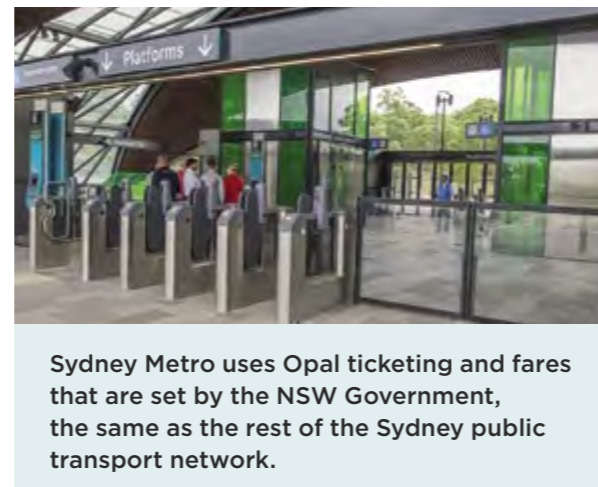 Platforms
Sydney Metro uses Opal ticketing and fares
that are set by the NSW Government,
the same as the rest of the Sydney public
transport network.